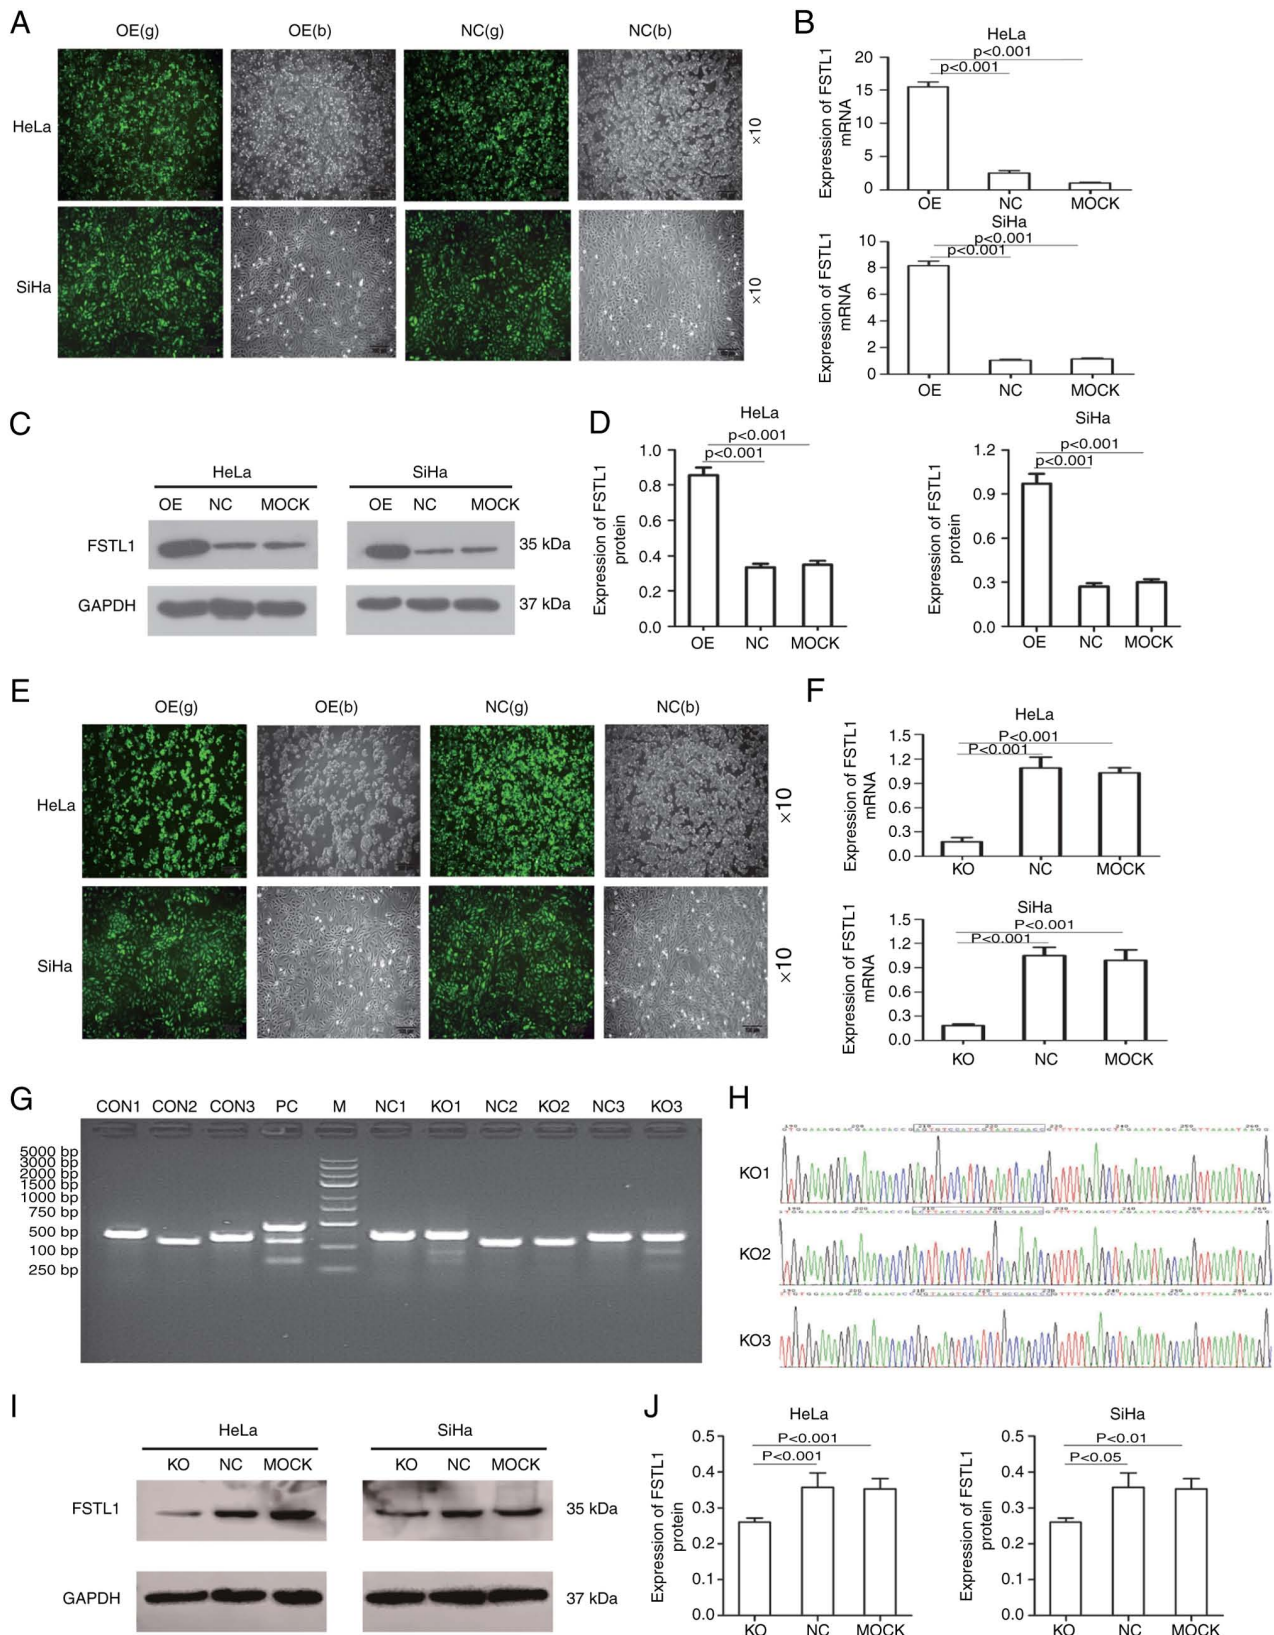 A
OE(g) OE(b) NC(g) NC(b)
HeLa
×10
SiHa
×10
B
HeLa
p<0.001
p<0.001
Expression of FSTL1 mRNA
20
15
10
5
0
OE NC MOCK
SiHa
p<0.001
p<0.001
Expression of FSTL1 mRNA
10
8
6
4
2
0
OE NC MOCK
C
HeLa SiHa
OE NC MOCK OE NC MOCK
FSTL1 35 kDa
GAPDH 37 kDa
D
HeLa
p<0.001
p<0.001
Expression of FSTL1 protein
1.0
0.8
0.6
0.4
0.2
0.0
OE NC MOCK
SiHa
p<0.001
p<0.001
Expression of FSTL1 protein
1.2
0.9
0.6
0.3
0.0
OE NC MOCK
E
OE(g) OE(b) NC(g) NC(b)
HeLa
×10
SiHa
×10
F
HeLa
P<0.001
P<0.001
Expression of FSTL1 mRNA
1.5
1.2
0.9
0.6
0.3
0.0
KO NC MOCK
SiHa
P<0.001
P<0.001
Expression of FSTL1 mRNA
1.5
1.2
0.9
0.6
0.3
0.0
KO NC MOCK
G
CON1 CON2 CON3 PC M NC1 KO1 NC2 KO2 NC3 KO3
5000 bp
3000 bp
2000 bp
1500 bp
1000 bp
750 bp
500 bp
100 bp
250 bp
H
KO1
KO2
KO3
I
HeLa SiHa
KO NC MOCK KO NC MOCK
FSTL1 35 kDa
GAPDH 37 kDa
J
HeLa
P<0.001
P<0.001
Expression of FSTL1 protein
0.5
0.4
0.3
0.2
0.1
0.0
KO NC MOCK
SiHa
P<0.01
P<0.05
Expression of FSTL1 protein
0.5
0.4
0.3
0.2
0.1
0.0
KO NC MOCK